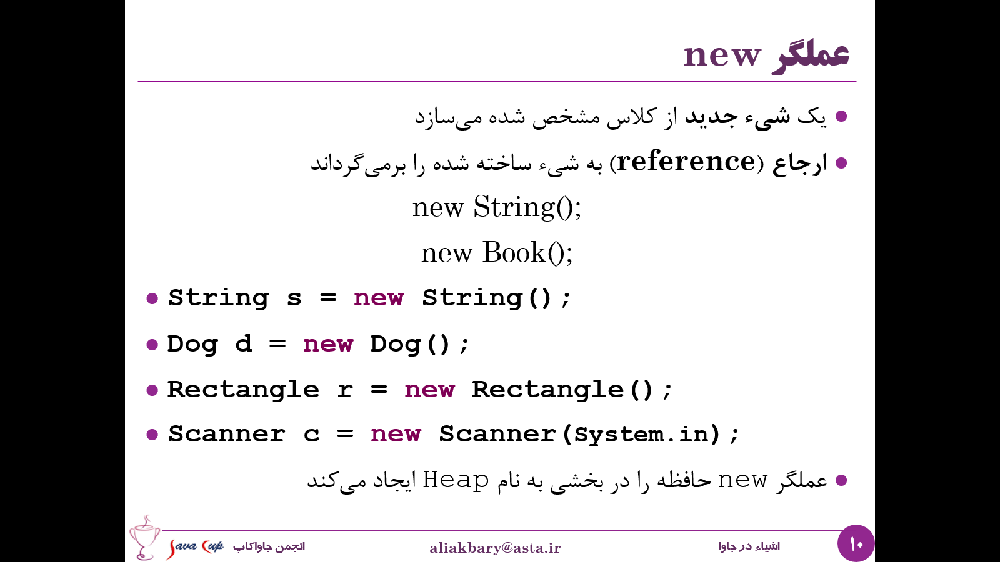 عملگر new
یک شیء جدید از کلاس مشخص شده می‌سازد
ارجاع (reference) به شیء ساخته شده را برمی‌گرداند
new String();
new Book();
String s = new String();
Dog d = new Dog();
Rectangle r = new Rectangle();
Scanner c = new Scanner(System.in);
عملگر new حافظه را در بخشی به نام Heap ایجاد می‌کند
۱۰
اشیاء در جاوا
aliakbary@asta.ir
انجمن جاواکاپ
Java Cup